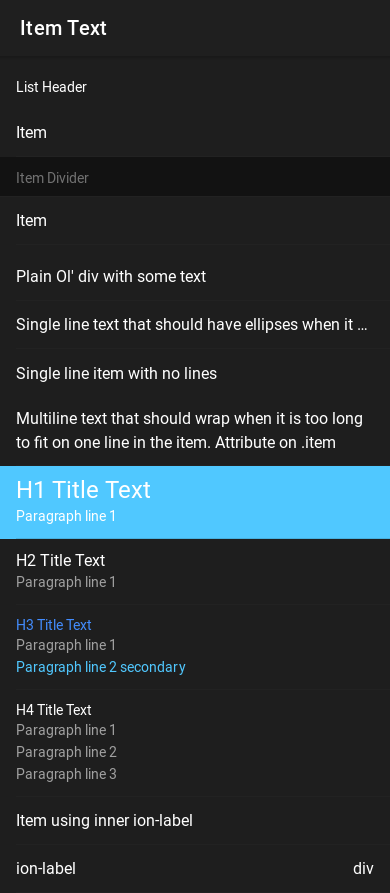 Item Text
List Header
Item
Item Divider
Item
Plain Ol' div with some text
Single line text that should have ellipses when it ...
Single line item with no lines
Multiline text that should wrap when it is too long
to fit on one line in the item. Attribute on .item
H1 Title Text
Paragraph line 1
H2 Title Text
Paragraph line 1
H3 Title Text
Paragraph line 1
Paragraph line 2 secondary
H4 Title Text
Paragraph line 1
Paragraph line 2
Paragraph line 3
Item using inner ion-label
ion-label div